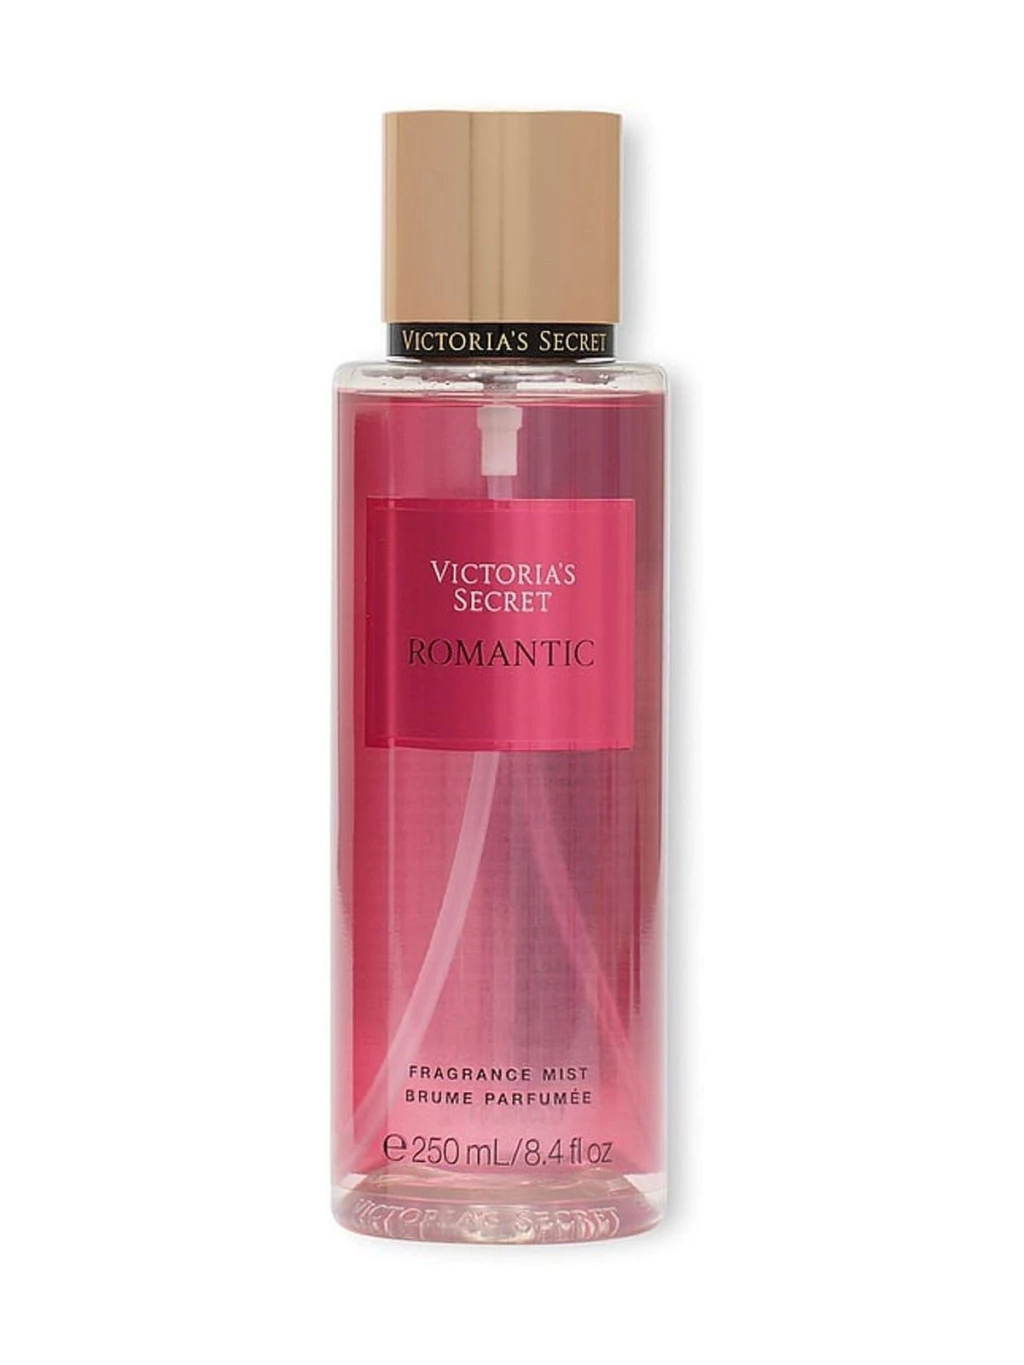 VICTORIA'S SECRET
VICTORIA'S
SECRET
ROMANTIC
FRAGRANCE MIST
BRUME PARFUMÉE
℮250 mL/8.4 fl oz
VICTORIA'S SECRET